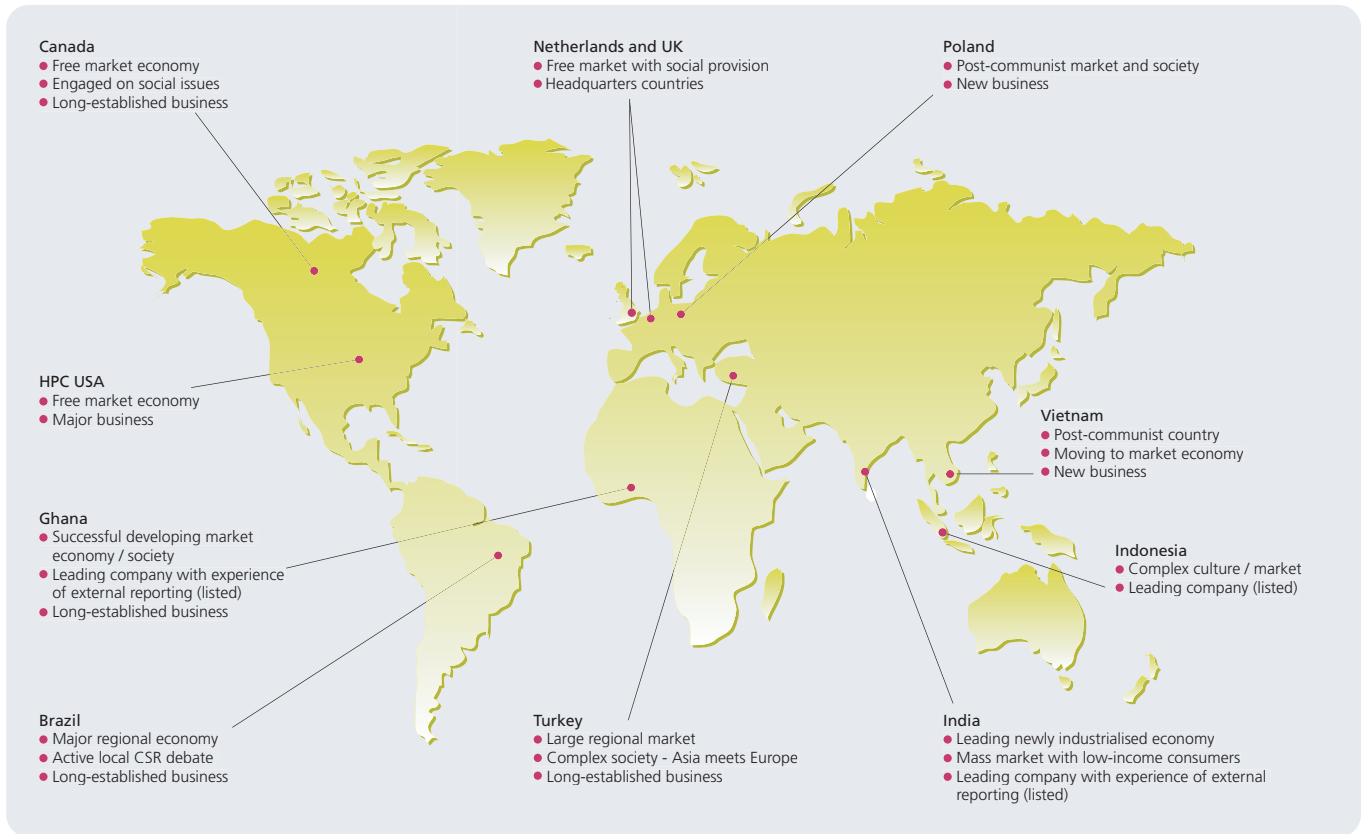 Canada
Free market economy
Engaged on social issues
Long-established business
Netherlands and UK
Free market with social provision
Headquarters countries
Poland
Post-communist market and society
New business
HPC USA
Free market economy
Major business
Vietnam
Post-communist country
Moving to market economy
New business
Ghana
Successful developing market
economy / society
Leading company with experience
of external reporting (listed)
Long-established business
Indonesia
Complex culture / market
Leading company (listed)
Brazil
Major regional economy
Active local CSR debate
Long-established business
Turkey
Large regional market
Complex society - Asia meets Europe
Long-established business
India
Leading newly industrialised economy
Mass market with low-income consumers
Leading company with experience of external
reporting (listed)